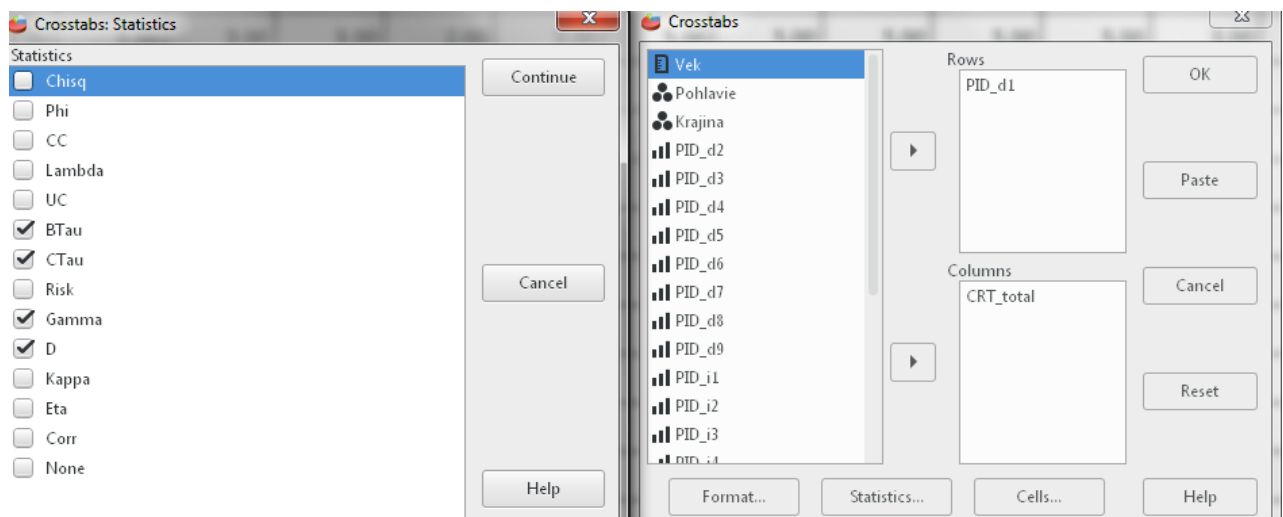 Crosstabs: Statistics
Statistics
Chisq
Phi
CC
Lambda
UC
BTau
CTau
Risk
Gamma
D
Kappa
Eta
Corr
None
Continue
Cancel
Help
Crosstabs
Vek
Pohlavie
Krajina
PID_d2
PID_d3
PID_d4
PID_d5
PID_d6
PID_d7
PID_d8
PID_d9
PID_i1
PID_i2
PID_i3
PID_i4
Rows
PID_d1
Columns
CRT_total
OK
Paste
Cancel
Reset
Format... Statistics... Cells... Help